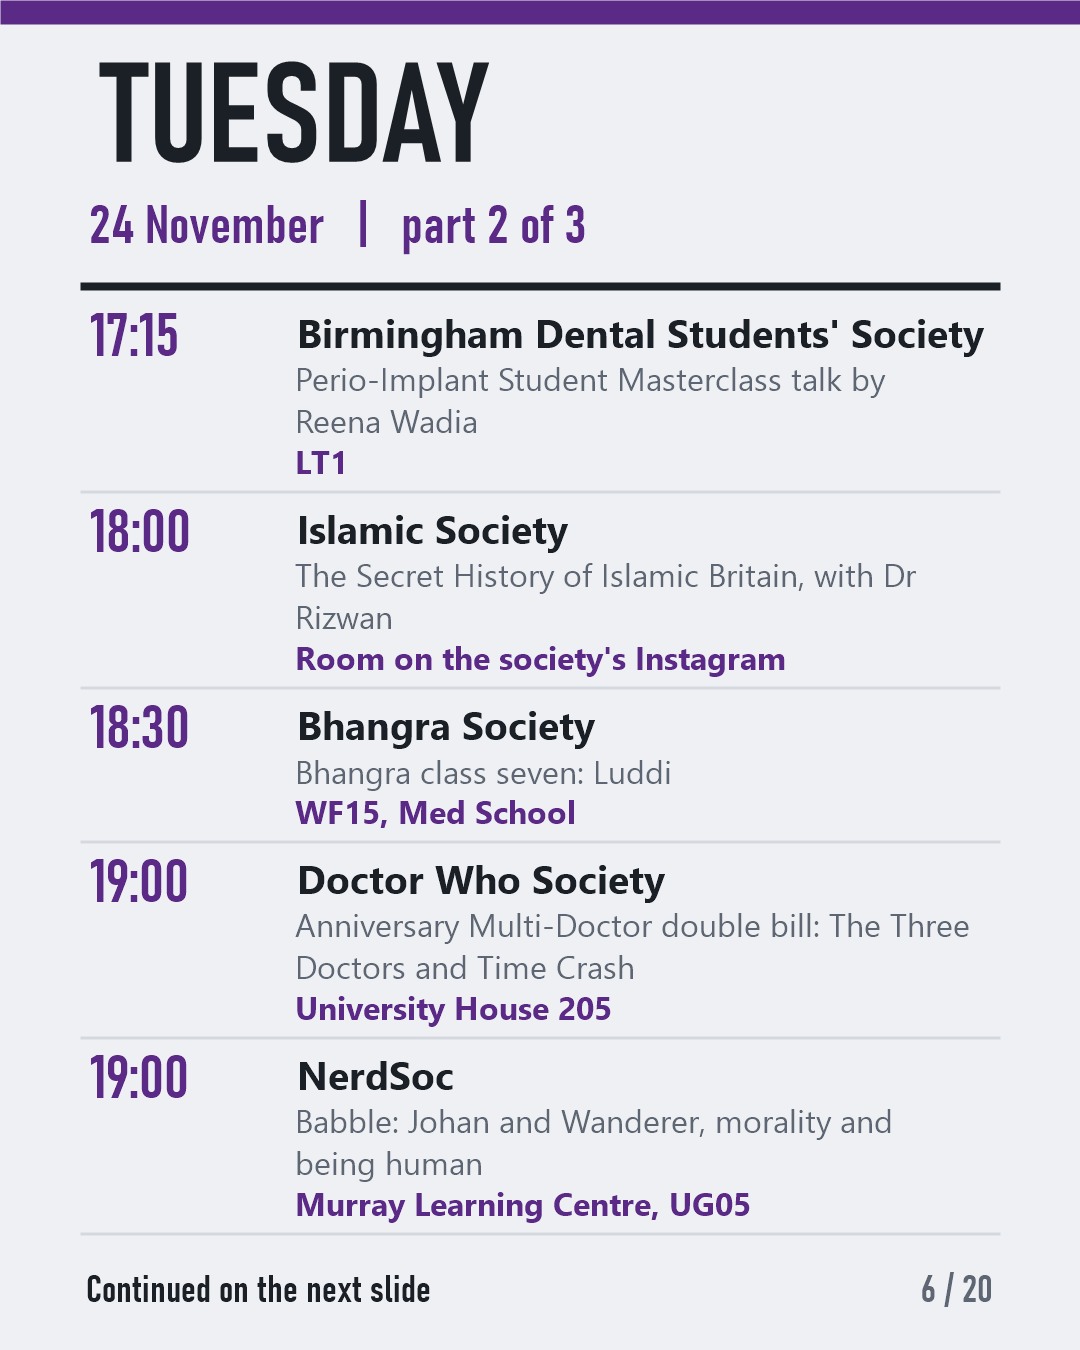 TUESDAY
24 November | part 2 of 3
17:15
Birmingham Dental Students' Society
Perio-Implant Student Masterclass talk by
Reena Wadia
LT1
18:00
Islamic Society
The Secret History of Islamic Britain, with Dr
Rizwan
Room on the society's Instagram
18:30
Bhangra Society
Bhangra class seven: Luddi
WF15, Med School
19:00
Doctor Who Society
Anniversary Multi-Doctor double bill: The Three
Doctors and Time Crash
University House 205
19:00
NerdSoc
Babble: Johan and Wanderer, morality and
being human
Murray Learning Centre, UG05
Continued on the next slide
6 / 20